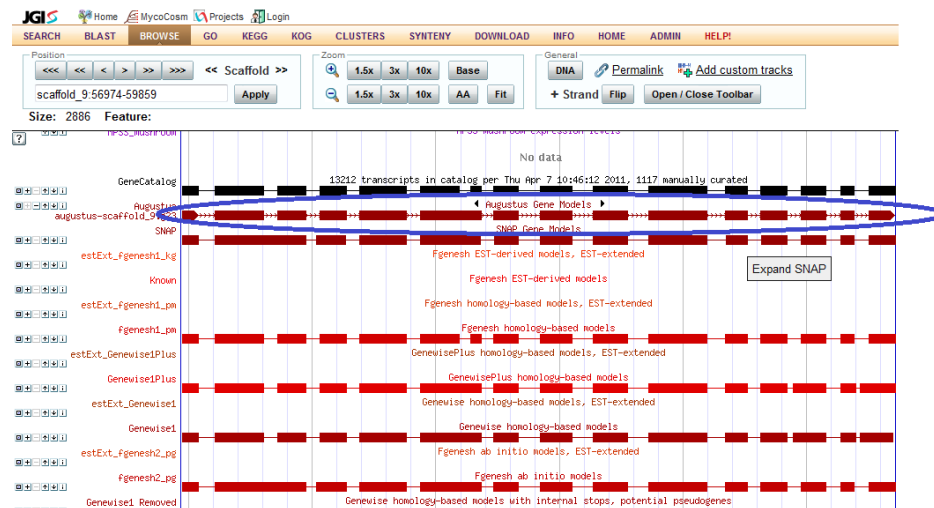 JGI Home MycoCosm Projects Login
SEARCH BLAST BROWSE GO KEGG KOG CLUSTERS SYNTENY DOWNLOAD INFO HOME ADMIN HELP!
Position Zoom General
<<< << < > >> >>> << Scaffold >> 1.5x 3x 10x Base DNA Permalink Add custom tracks
scaffold_9:56974-59859 Apply 1.5x 3x 10x AA Fit + Strand Flip Open / Close Toolbar
Size: 2886 Feature:
? MPSS_mushroom MPSS mushroom expression levels
No data
GeneCatalog 13212 transcripts in catalog per Thu Apr 7 10:46:12 2011, 1117 manually curated
Augustus Augustus Gene Models
SNAP SNAP Gene Models
Expand SNAP
estExt_fgenesh1_kg Fgenesh EST-derived models, EST-extended
Known Fgenesh EST-derived models
estExt_fgenesh1_pm Fgenesh homology-based models, EST-extended
fgenesh1_pm Fgenesh homology-based models
estExt_Genewise1Plus GenewisePlus homology-based models, EST-extended
Genewise1Plus GenewisePlus homology-based models
estExt_Genewise1 Genewise homology-based models, EST-extended
Genewise1 Genewise homology-based models
estExt_fgenesh2_pg Fgenesh ab initio models, EST-extended
fgenesh2_pg Fgenesh ab initio models
Genewise1 Removed Genewise homology-based models with internal stops, potential pseudogenes